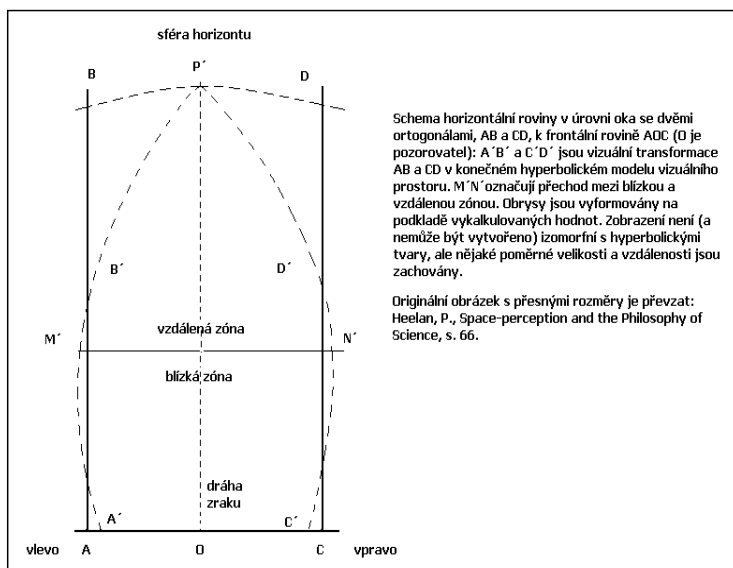 sféra horizontu
B
P´
D
Schema horizontální roviny v úrovni oka se dvěmi
ortogonálami, AB a CD, k frontální rovině AOC (O je
pozorovatel): A´B´ a C´D´ jsou vizuální transformace
AB a CD v konečném hyperbolickém modelu vizuálního
prostoru. M´N´označují přechod mezi blízkou a
vzdálenou zónou. Obrysy jsou vyformovány na
podkladě vykalkulovaných hodnot. Zobrazení není (a
nemůže být vytvořeno) izomorfní s hyperbolickými
tvary, ale nějaké poměrné velikosti a vzdálenosti jsou
zachovány.
Originální obrázek s přesnými rozměry je převzat:
Heelan, P., Space-perception and the Philosophy of
Science, s. 66.
B´
D´
M´
vzdálená zóna
N´
blízká zóna
dráha
zraku
A´
C´
vlevo
A
O
C
vpravo